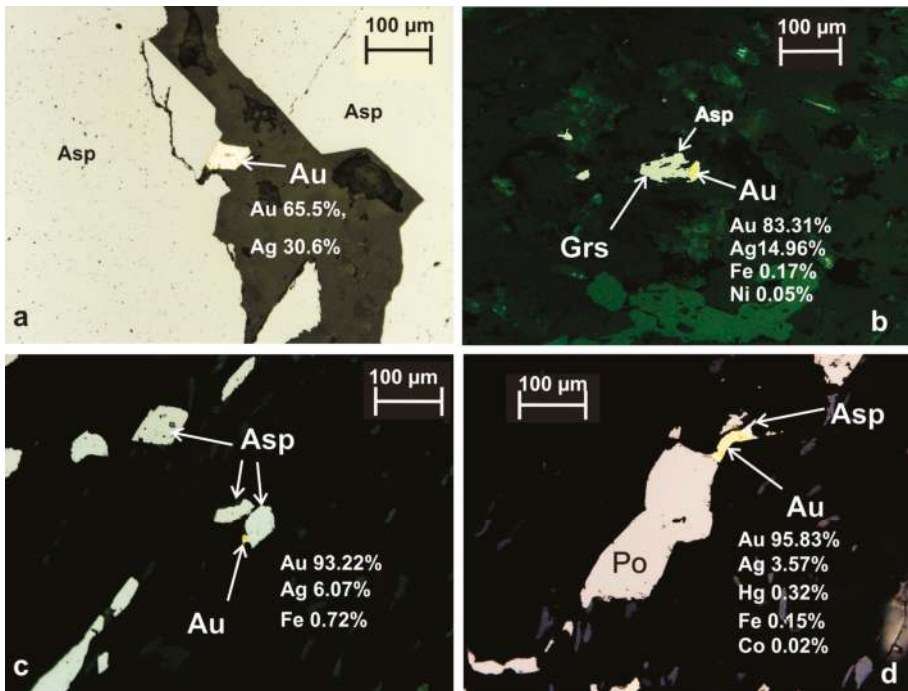 100 µm
Asp
Asp
Au
Au 65.5%,
Ag 30.6%
a
100 µm
Asp
Au
Grs
Au 83.31%
Ag14.96%
Fe 0.17%
Ni 0.05%
b
100 µm
Asp
Au
Au 93.22%
Ag 6.07%
Fe 0.72%
c
100 µm
Asp
Au
Po
Au 95.83%
Ag 3.57%
Hg 0.32%
Fe 0.15%
Co 0.02%
d